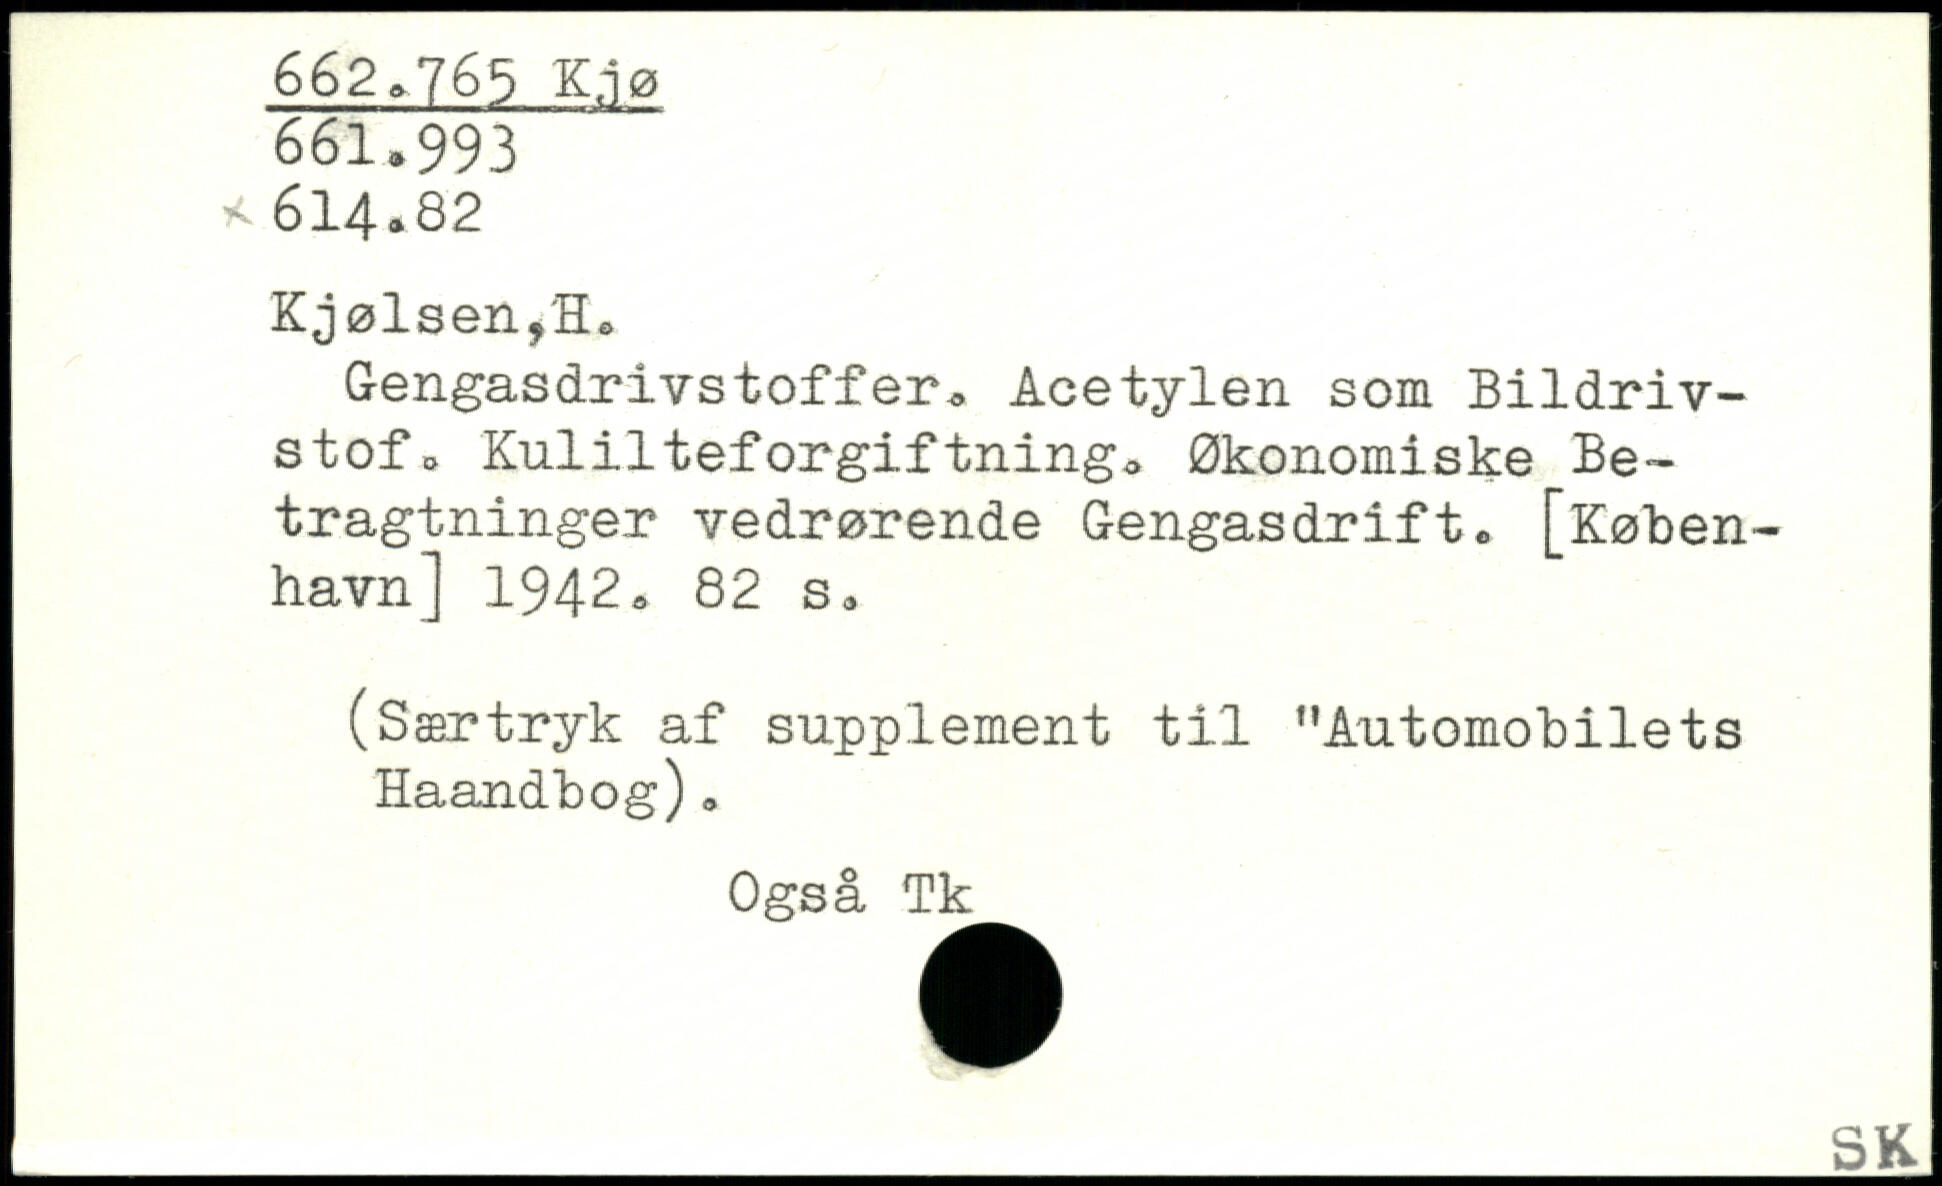 662.765 Kjø
661.993
× 614.82
Kjølsen,H.
Gengasdrivstoffer. Acetylen som Bildriv-
stof. Kulilteforgiftning. Økonomiske Be-
tragtninger vedrørende Gengasdrift. [Køben-
havn] 1942. 82 s.
(Særtryk af supplement til "Automobilets
Haandbog).
Også Tk
SK